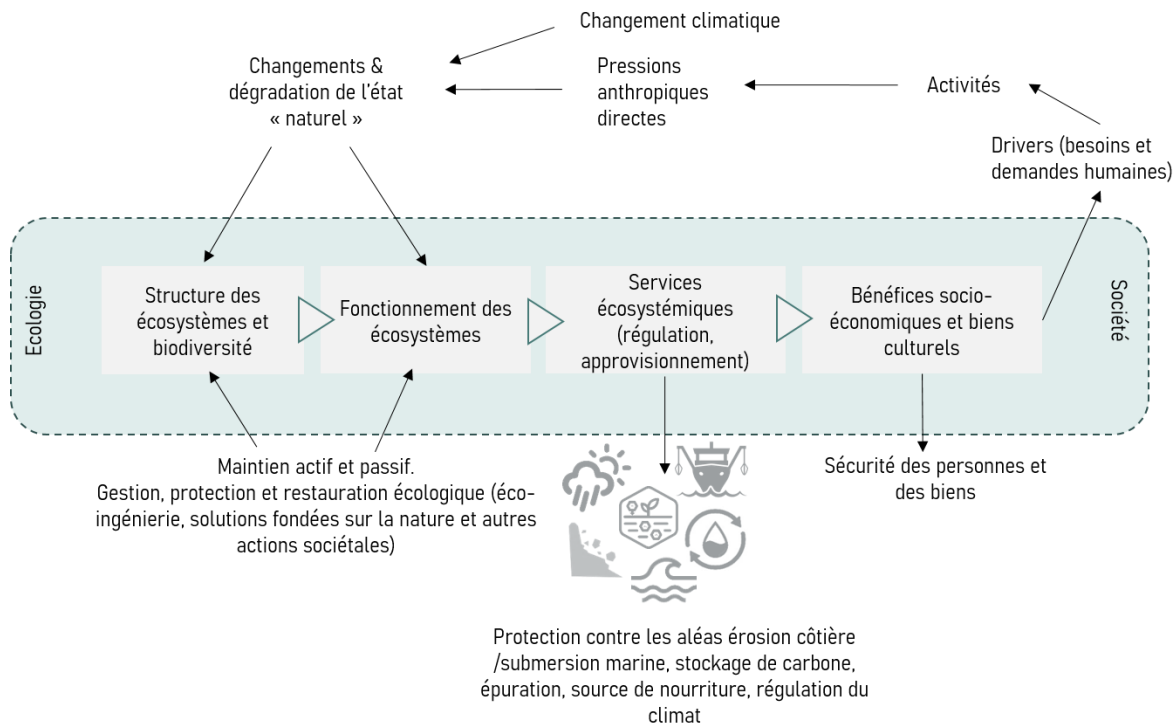 Changement climatique
Changements &
dégradation de l'état
« naturel »
Pressions
anthropiques
directes
Activités
Drivers (besoins et
demandes humaines)
Ecologie
Structure des
écosystèmes et
biodiversité
Fonctionnement des
écosystèmes
Services
écosystémiques
(régulation,
approvisionnement)
Bénéfices socio-
économiques et biens
culturels
Société
Maintien actif et passif.
Gestion, protection et restauration écologique (éco-
ingénierie, solutions fondées sur la nature et autres
actions sociétales)
Sécurité des personnes et
des biens
Protection contre les aléas érosion côtière
/submersion marine, stockage de carbone,
épuration, source de nourriture, régulation du
climat